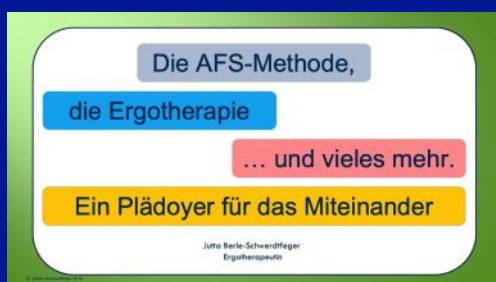 Die AFS-Methode,
die Ergotherapie
... und vieles mehr.
Ein Plädoyer für das Miteinander
Jutta Berle-Schwerdtfeger
Ergotherapeutin